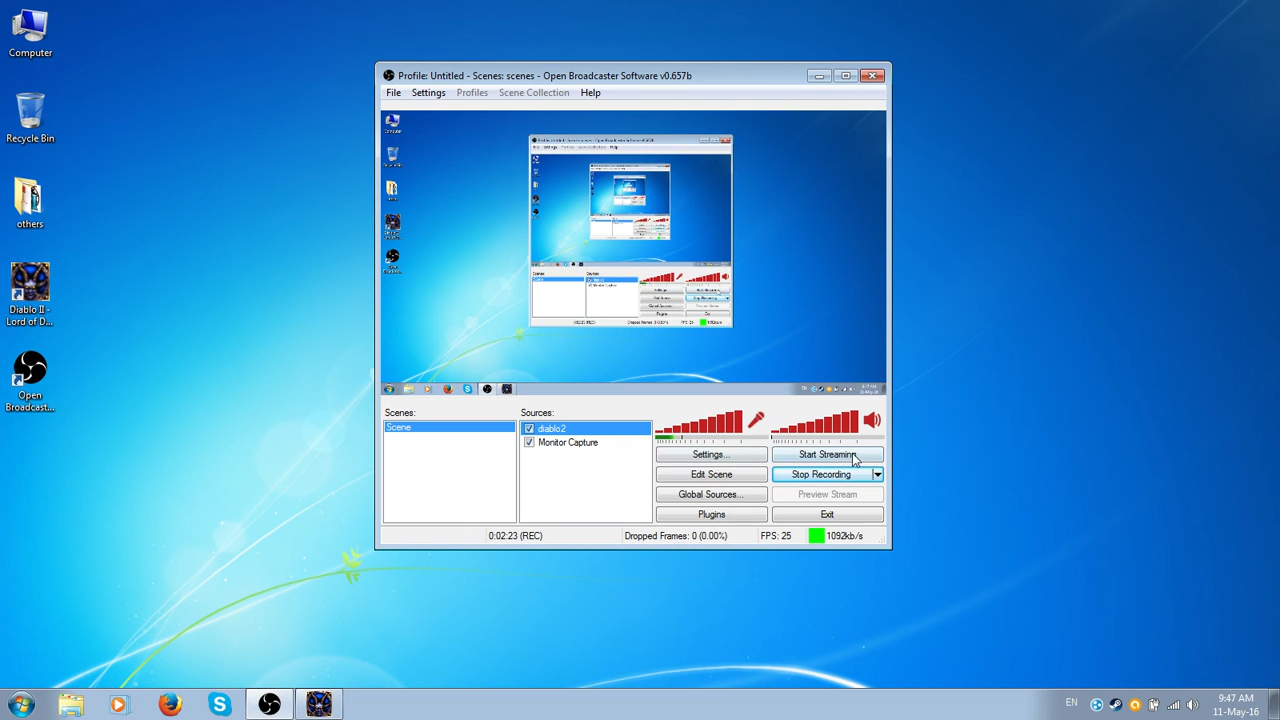 Computer
Recycle Bin
others
Diablo II -
Lord of D...
Open
Broadcast...
Profile: Untitled - Scenes: scenes - Open Broadcaster Software v0.657b
File Settings Profiles Scene Collection Help
Scenes:
Scene
Sources:
diablo2
Monitor Capture
Settings...
Start Streaming
Edit Scene
Stop Recording
Global Sources...
Preview Stream
Plugins
Exit
0:02:23 (REC)
Dropped Frames: 0 (0.00%)
FPS: 25
1092kb/s
EN
9:47 AM
11-May-16